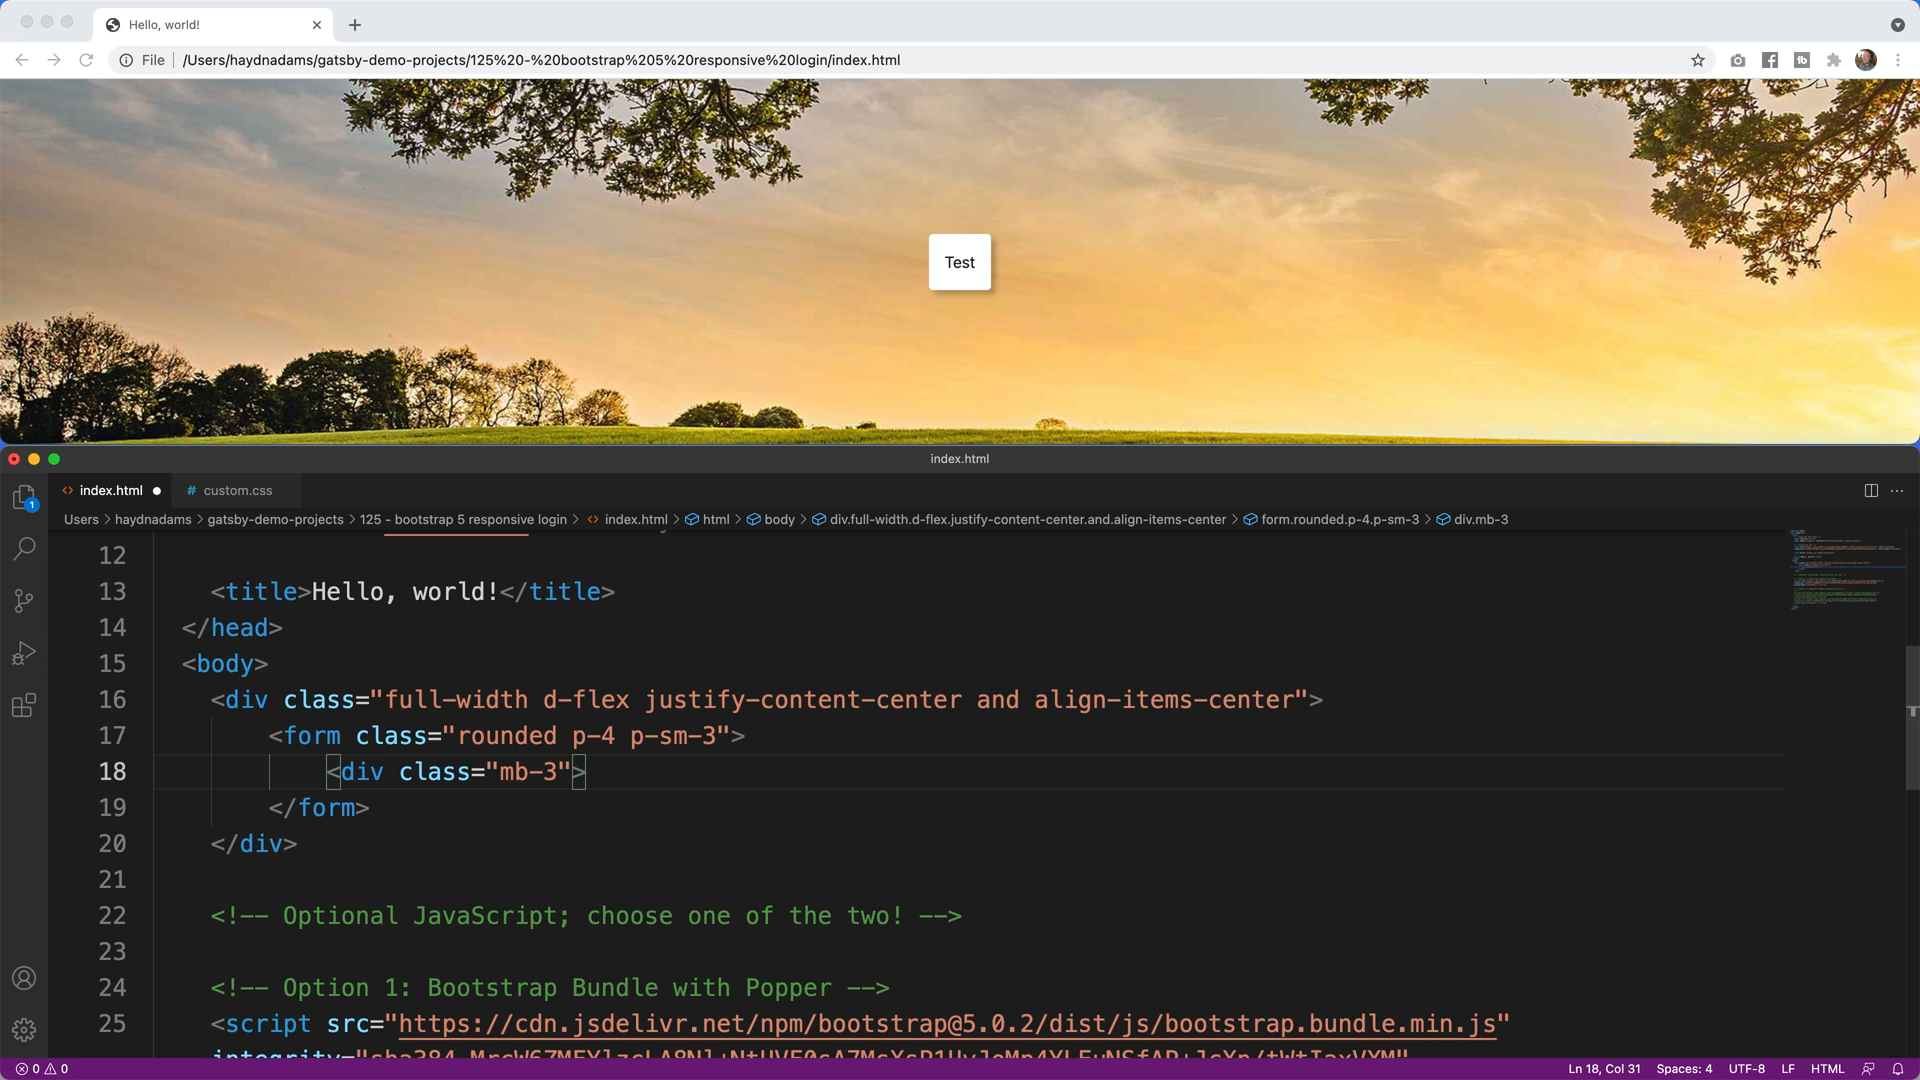 Hello, world!
File /Users/haydnadams/gatsby-demo-projects/125%20-%20bootstrap%205%20responsive%20login/index.html
Test
index.html
index.html # custom.css
Users > haydnadams > gatsby-demo-projects > 125 - bootstrap 5 responsive login > index.html > html > body > div.full-width.d-flex.justify-content-center.and.align-items-center > form.rounded.p-4.p-sm-3 > div.mb-3
12
13 <title>Hello, world!</title>
14 </head>
15 <body>
16 <div class="full-width d-flex justify-content-center and align-items-center">
17 <form class="rounded p-4 p-sm-3">
18 <div class="mb-3">
19 </form>
20 </div>
21
22 <!-- Optional JavaScript; choose one of the two! -->
23
24 <!-- Option 1: Bootstrap Bundle with Popper -->
25 <script src="https://cdn.jsdelivr.net/npm/bootstrap@5.0.2/dist/js/bootstrap.bundle.min.js"
0 0 Ln 18, Col 31 Spaces: 4 UTF-8 LF HTML